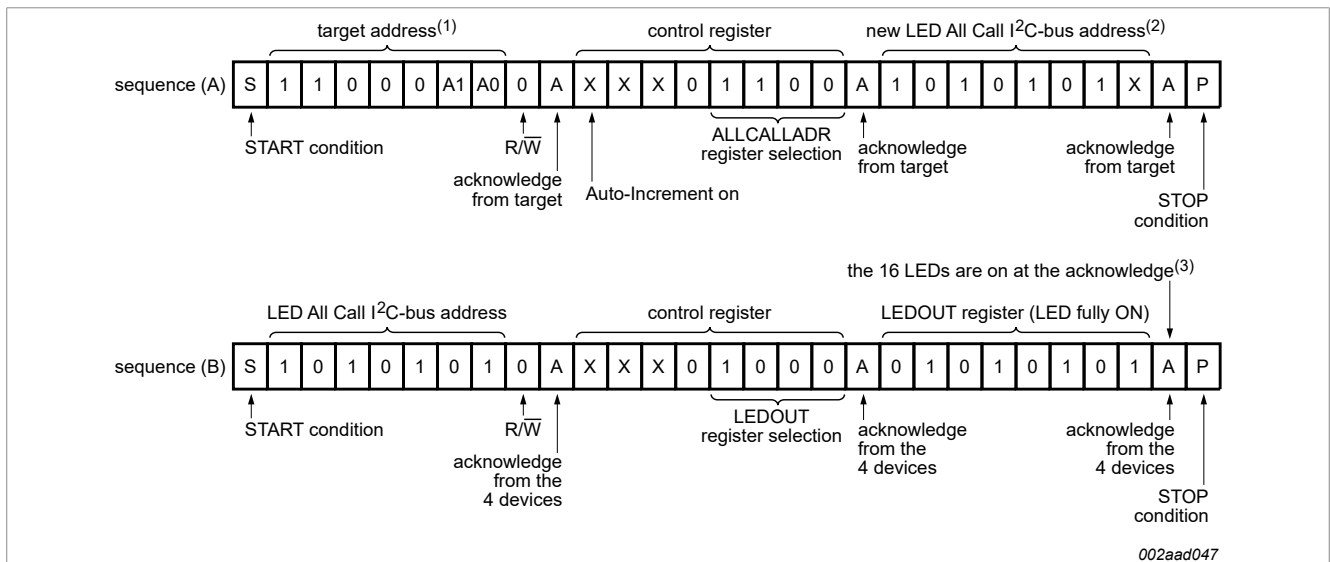 target address(1) control register new LED All Call I2C-bus address(2)
sequence (A) S 1 1 0 0 0 A1 A0 0 A X X X 0 1 1 0 0 A 1 0 1 0 1 0 1 X A P
START condition
R/W
acknowledge
from target
Auto-Increment on
ALLCALLADR
register selection
acknowledge
from target
acknowledge
from target
STOP
condition
the 16 LEDs are on at the acknowledge(3)
LED All Call I2C-bus address control register LEDOUT register (LED fully ON)
sequence (B) S 1 0 1 0 1 0 1 0 A X X X 0 1 0 0 0 A 0 1 0 1 0 1 0 1 A P
START condition
R/W
acknowledge
from the
4 devices
LEDOUT
register selection
acknowledge
from the
4 devices
acknowledge
from the
4 devices
STOP
condition
002aad047